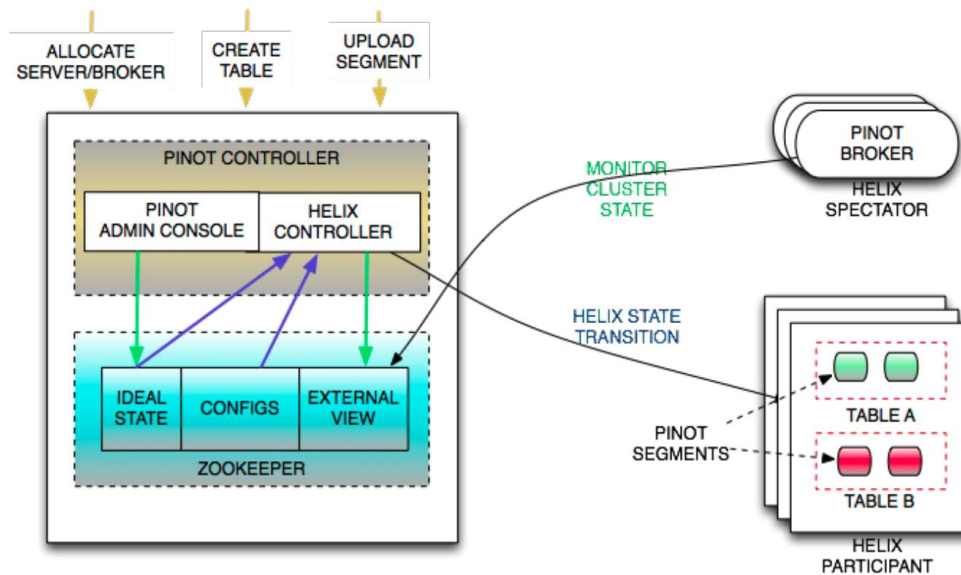 ALLOCATE
SERVER/BROKER
CREATE
TABLE
UPLOAD
SEGMENT
PINOT CONTROLLER
PINOT
ADMIN CONSOLE
HELIX
CONTROLLER
IDEAL
STATE
CONFIGS
EXTERNAL
VIEW
ZOOKEEPER
MONITOR
CLUSTER
STATE
PINOT
BROKER
HELIX
SPECTATOR
HELIX STATE
TRANSITION
PINOT
SEGMENTS
TABLE A
TABLE B
HELIX
PARTICIPANT